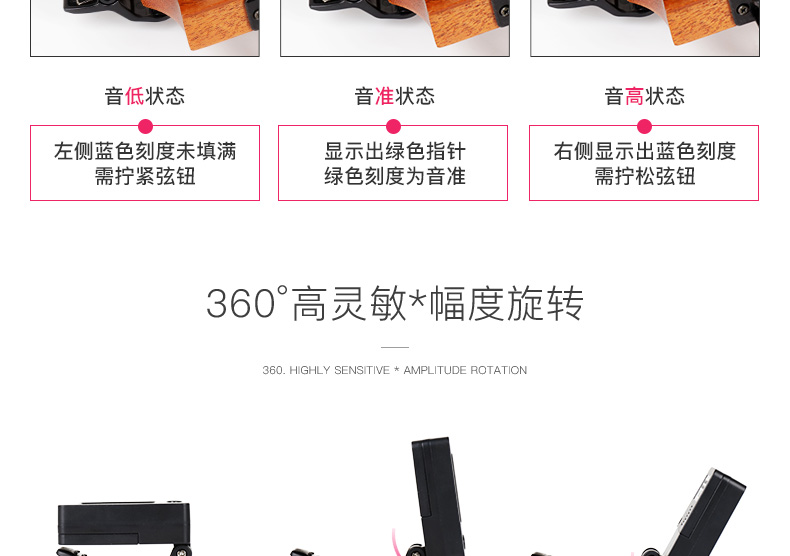 音低状态
音准状态
音高状态
左侧蓝色刻度未填满
需拧紧弦钮
显示出绿色指针
绿色刻度为音准
右侧显示出蓝色刻度
需拧松弦钮
360°高灵敏*幅度旋转
360. HIGHLY SENSITIVE * AMPLITUDE ROTATION